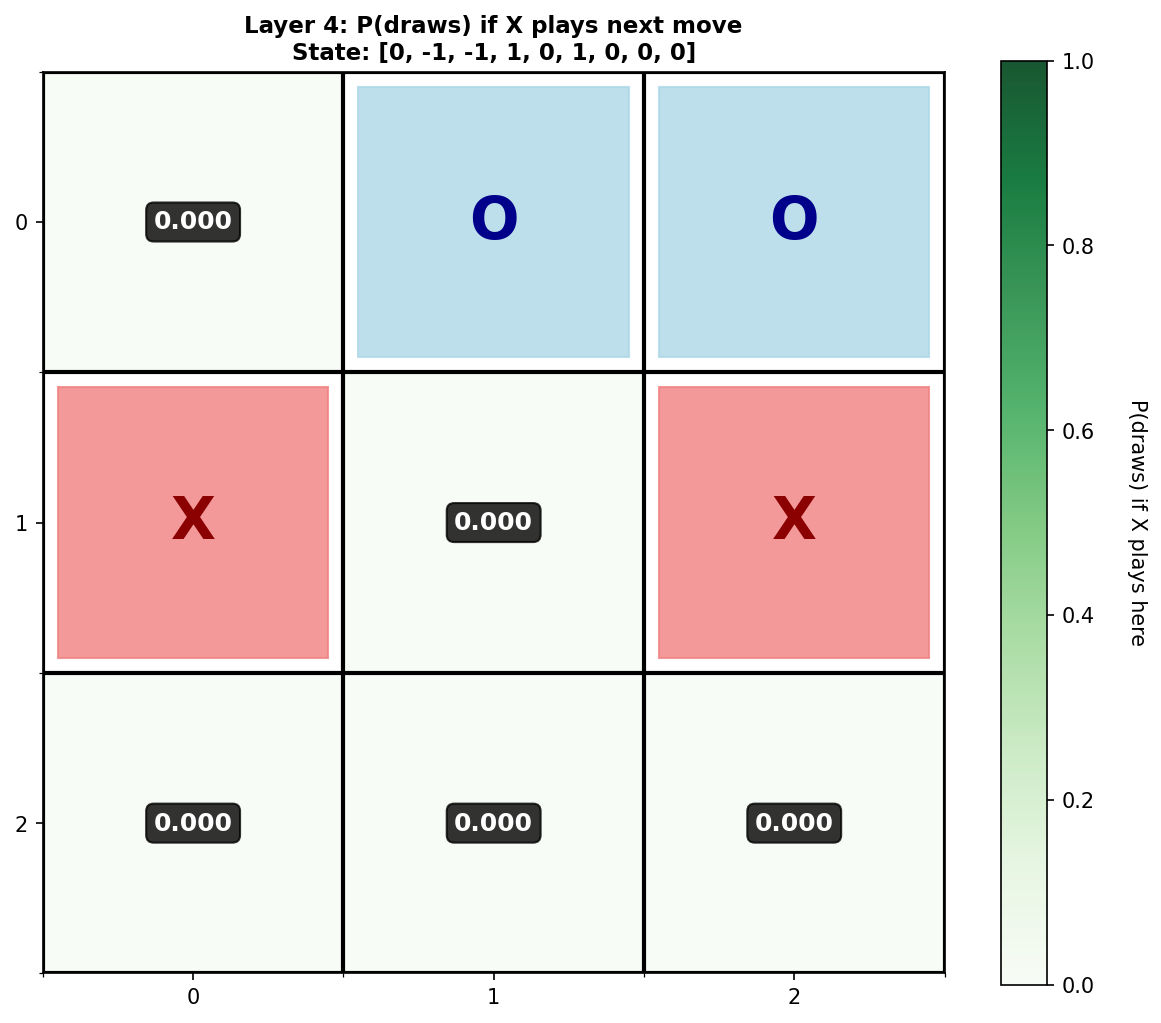 Layer 4: P(draws) if X plays next move
State: [0, -1, -1, 1, 0, 1, 0, 0, 0]
0
0.000
O
O
1
X
0.000
X
2
0.000
0.000
0.000
0
1
2
1.0
0.8
0.6
0.4
0.2
0.0
P(draws) if X plays here